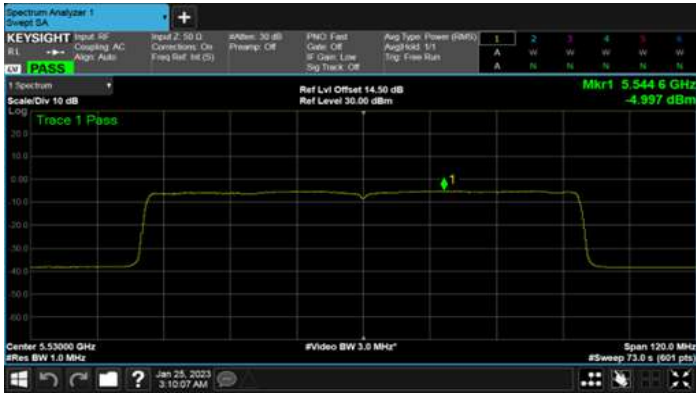 Spectrum Analyzer 1
Swept SA
+
KEYSIGHT Input: RF Input Z: 50 Ω #Atten: 30 dB PNO: Fast Avg Type: Power (RMS) 1 2 3 4 5 6
RL Coupling: AC Corrections: On Preamp: Off Gate: Off Avg|Hold: 1/1 A W W W W W
Align: Auto Freq Ref: Int (S) IF Gain: Low Trig: Free Run
PASS Sig Track: Off A N N N N N
1 Spectrum Ref Lvl Offset 14.50 dB Mkr1 5.544 6 GHz
Scale/Div 10 dB Ref Level 30.00 dBm -4.997 dBm
Log
Trace 1 Pass
20.0
10.0
0.00
1
-10.0
-20.0
-30.0
-40.0
-50.0
-60.0
Center 5.53000 GHz #Video BW 3.0 MHz* Span 120.0 MHz
#Res BW 1.0 MHz #Sweep 73.0 s (601 pts)
? Jan 25, 2023
3:10:07 AM